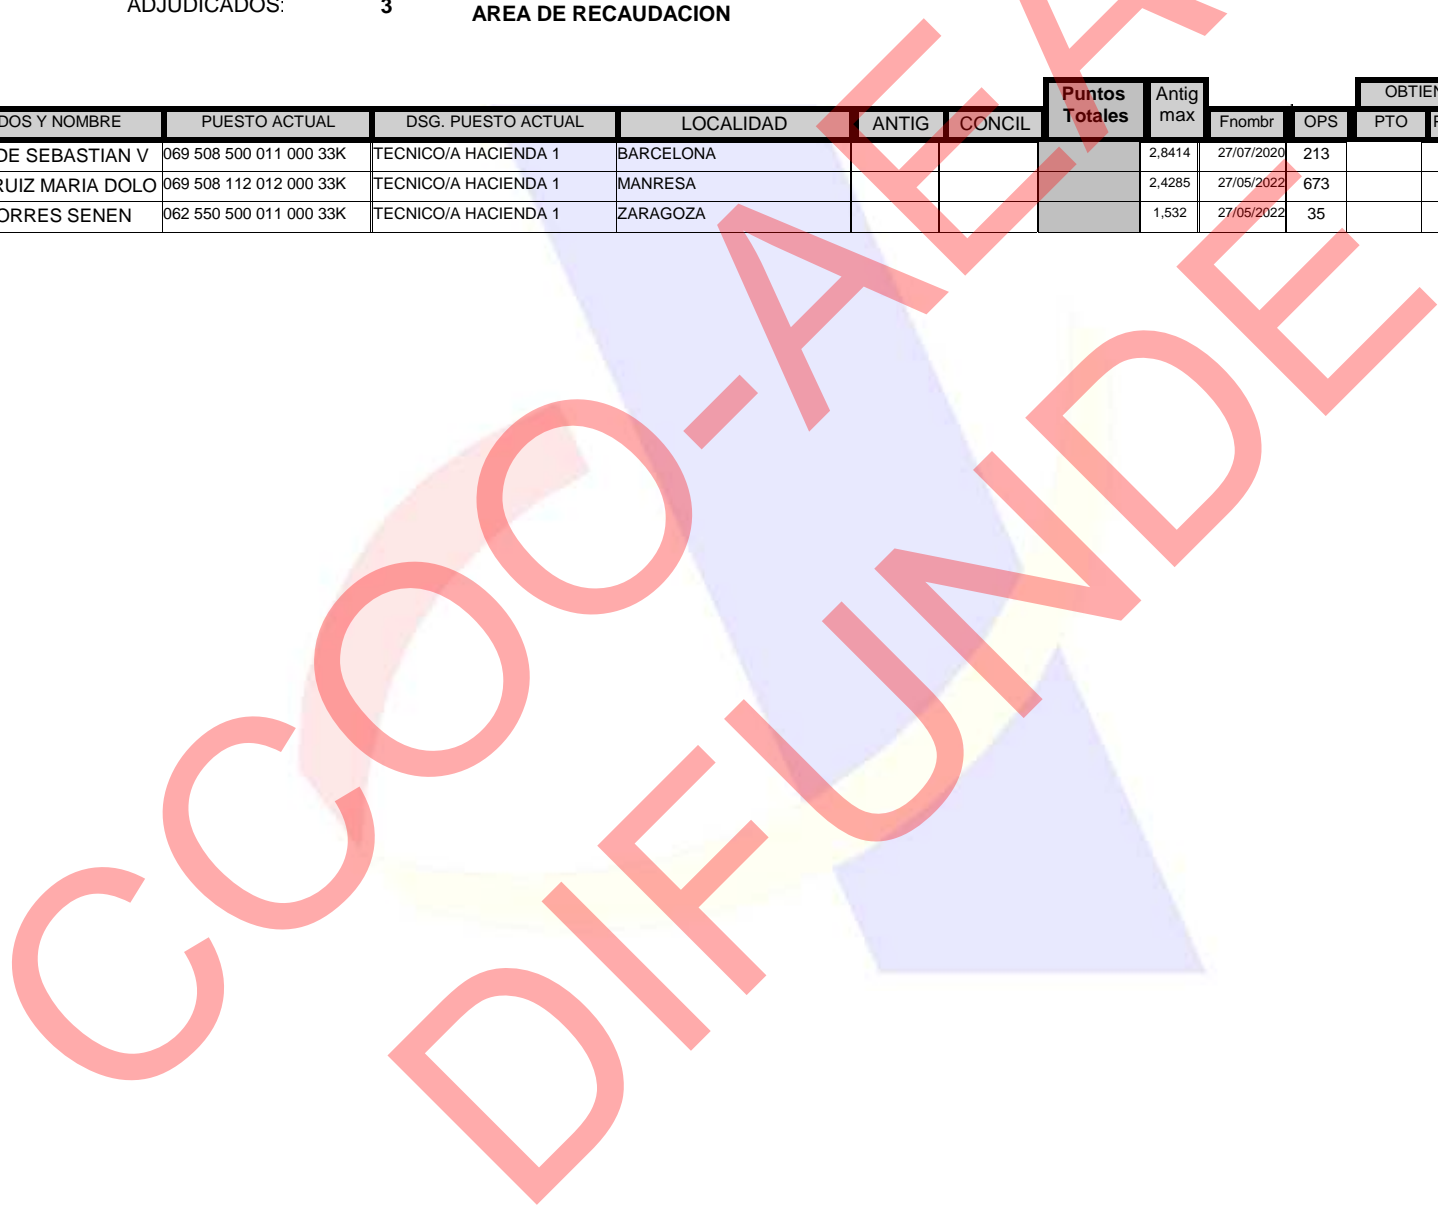 ADJUDICADOS: 3 AREA DE RECAUDACION
Puntos Totales Antig max OBTIEN
DOS Y NOMBRE PUESTO ACTUAL DSG. PUESTO ACTUAL LOCALIDAD ANTIG CONCIL Fnombr OPS PTO
DE SEBASTIAN V 069 508 500 011 000 33K TECNICO/A HACIENDA 1 BARCELONA 2,8414 27/07/2020 213
RUIZ MARIA DOLO 069 508 112 012 000 33K TECNICO/A HACIENDA 1 MANRESA 2,4285 27/05/2022 673
ORRES SENEN 062 550 500 011 000 33K TECNICO/A HACIENDA 1 ZARAGOZA 1,532 27/05/2022 35
CCOO-AEA
DIFUNDE